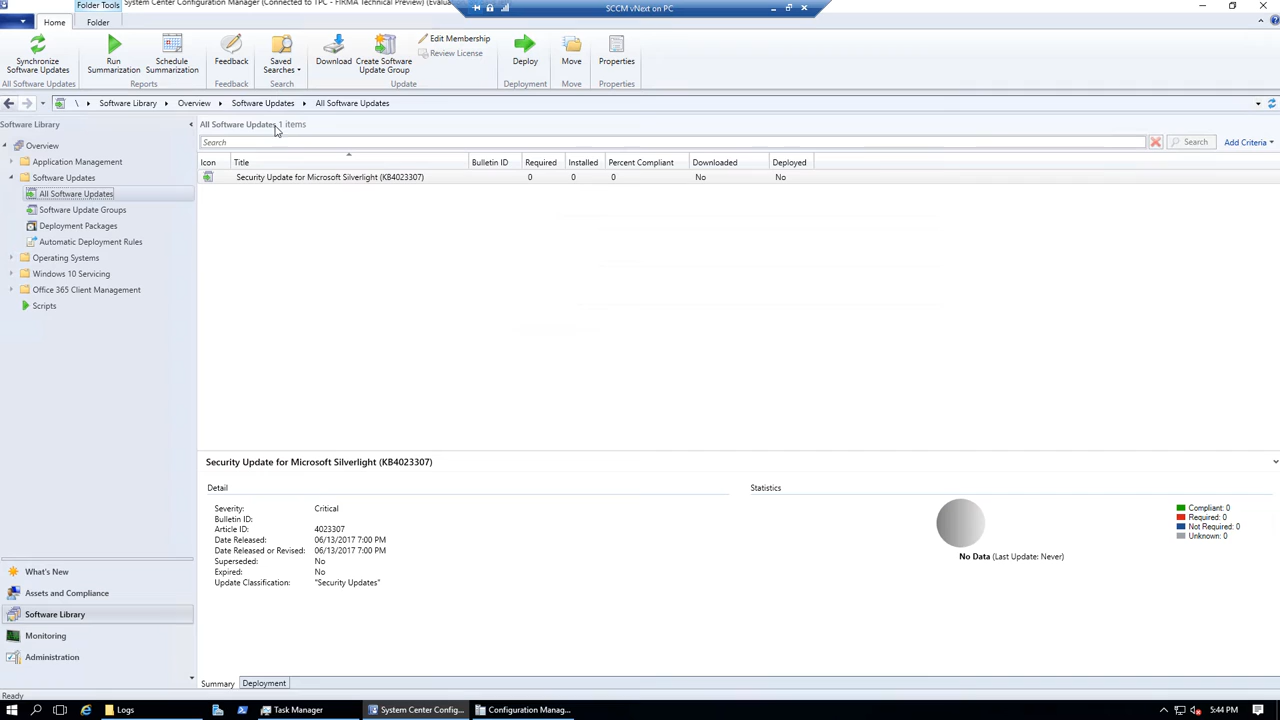 Folder Tools
System Center Configuration Manager (Connected to TPC - FIRMA Technical Preview) (Evalua
SCCM vNext on PC
Home
Folder
Synchronize Software Updates
Run Summarization
Schedule Summarization
Feedback
Saved Searches
Download
Create Software Update Group
Edit Membership
Review License
Deploy
Move
Properties
All Software Updates
Reports
Feedback
Search
Update
Deployment
Move
Properties
\ Software Library Overview Software Updates All Software Updates
Software Library
All Software Updates 1 items
Search
Search
Add Criteria
Overview
Application Management
Software Updates
All Software Updates
Software Update Groups
Deployment Packages
Automatic Deployment Rules
Operating Systems
Windows 10 Servicing
Office 365 Client Management
Scripts
Icon Title Bulletin ID Required Installed Percent Compliant Downloaded Deployed
Security Update for Microsoft Silverlight (KB4023307) 0 0 0 No No
Security Update for Microsoft Silverlight (KB4023307)
Detail
Severity: Critical
Bulletin ID:
Article ID: 4023307
Date Released: 06/13/2017 7:00 PM
Date Released or Revised: 06/13/2017 7:00 PM
Superseded: No
Expired: No
Update Classification: "Security Updates"
Statistics
No Data (Last Update: Never)
Compliant: 0
Required: 0
Not Required: 0
Unknown: 0
What's New
Assets and Compliance
Software Library
Monitoring
Administration
Summary Deployment
Ready
Logs
Task Manager
System Center Config...
Configuration Manag...
5:44 PM